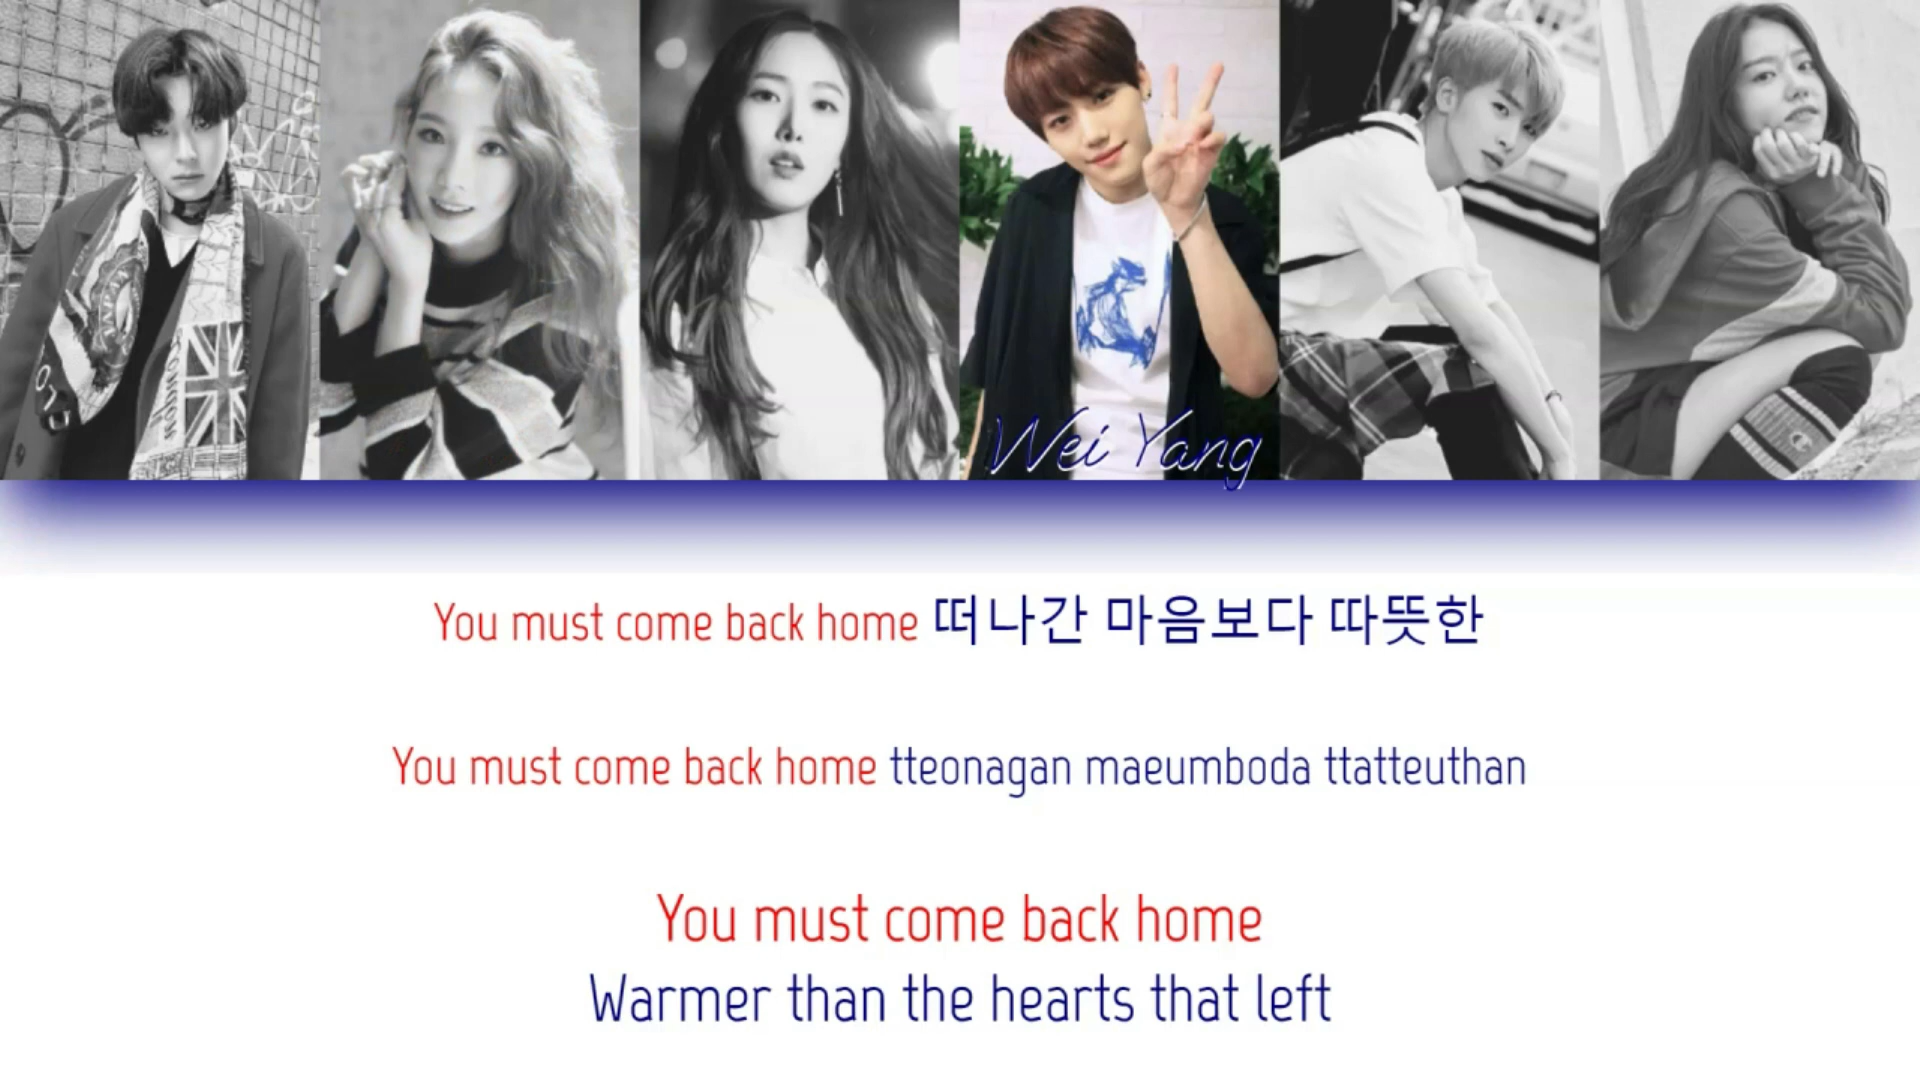 Wei Yang
You must come back home 떠나간 마음보다 따뜻한
You must come back home tteonagan maeumboda ttatteuthan
You must come back home
Warmer than the hearts that left